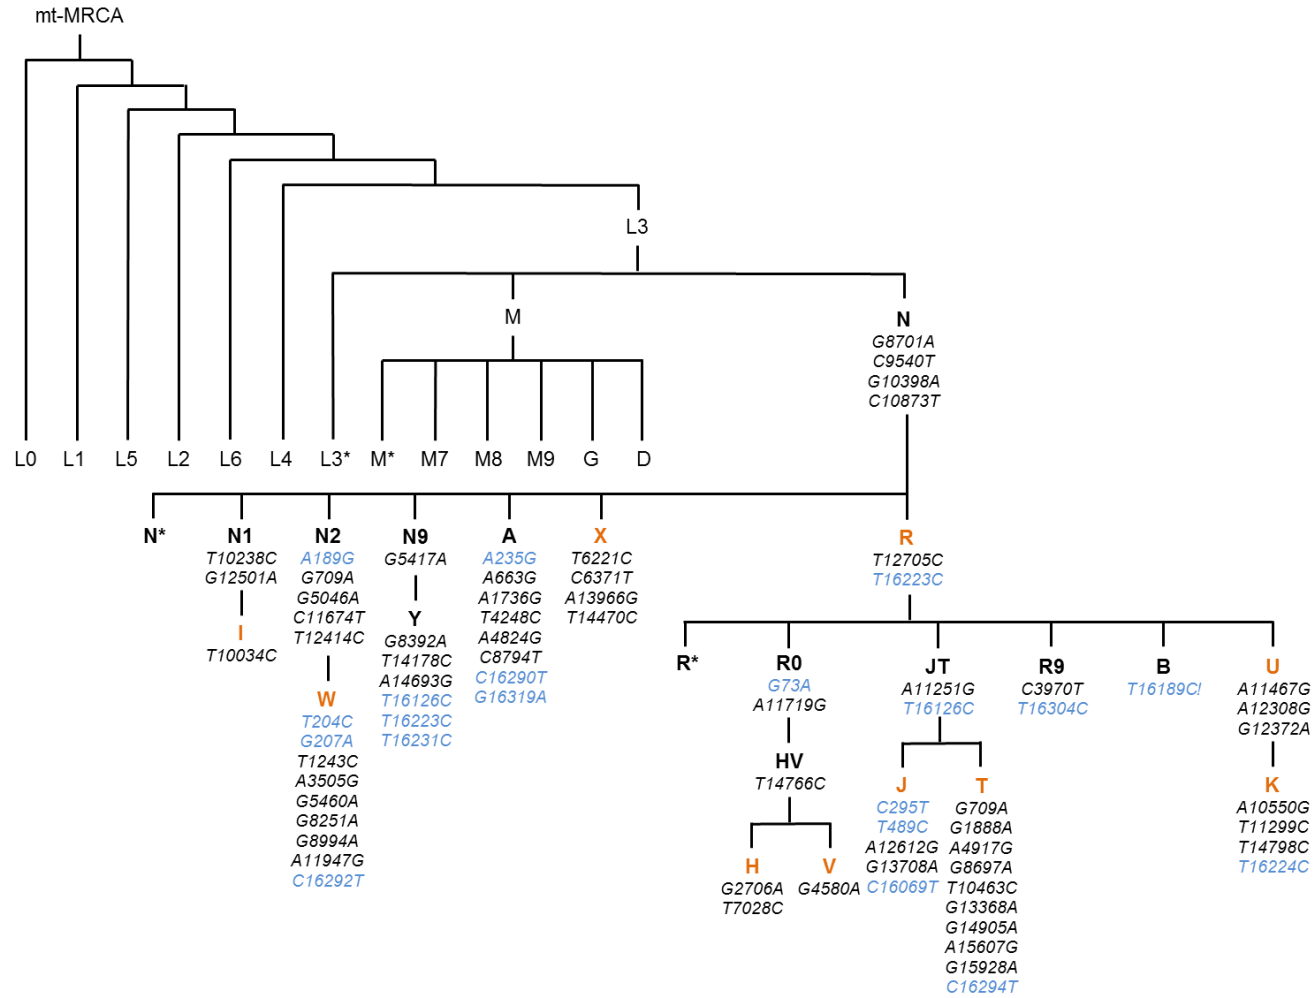 mt-MRCA
L3
M
N
G8701A
C9540T
G10398A
C10873T
L0 L1 L5 L2 L6 L4 L3* M* M7 M8 M9 G D
N*
N1
T10238C
G12501A
I
T10034C
N2
A189G
G709A
G5046A
C11674T
T12414C
W
T204C
G207A
T1243C
A3505G
G5460A
G8251A
G8994A
A11947G
C16292T
N9
G5417A
Y
G8392A
T14178C
A14693G
T16126C
T16223C
T16231C
A
A235G
A663G
A1736G
T4248C
A4824G
C8794T
C16290T
G16319A
X
T6221C
C6371T
A13966G
T14470C
R
T12705C
T16223C
R*
R0
G73A
A11719G
HV
T14766C
H
G2706A
T7028C
V
G4580A
JT
A11251G
T16126C
J
C295T
T489C
A12612G
G13708A
C16069T
T
G709A
G1888A
A4917G
G8697A
T10463C
G13368A
G14905A
A15607G
G15928A
C16294T
R9
C3970T
T16304C
B
T16189C!
U
A11467G
A12308G
G12372A
K
A10550G
T11299C
T14798C
T16224C